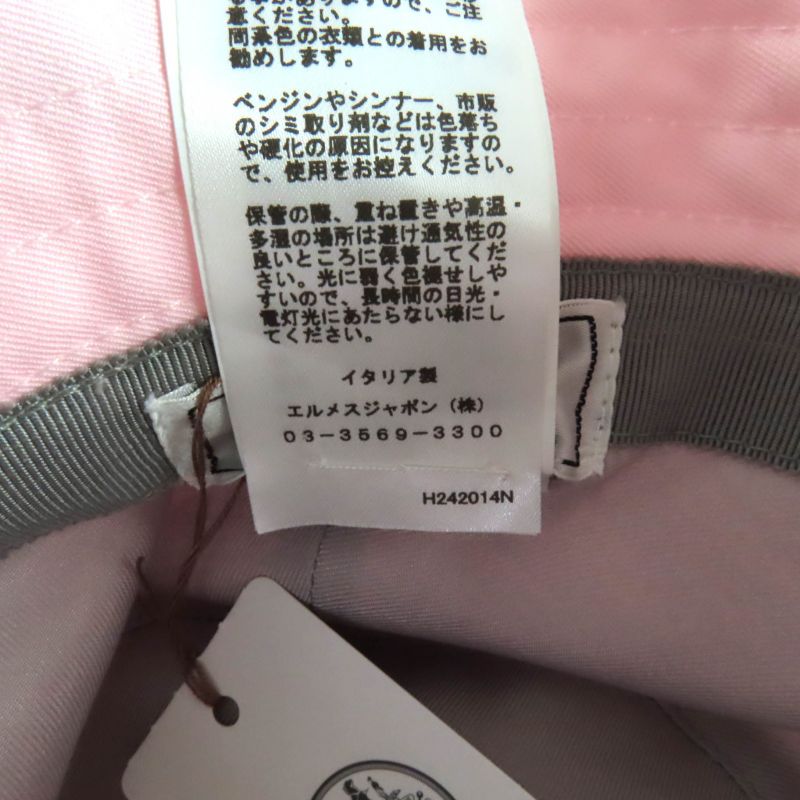 意ください。
同系色の衣類との着用をお
勧めします。
ベンジンやシンナー、市販
のシミ取り剤などは色落ち
や硬化の原因になりますの
で、使用をお控えください。
保管の際、重ね置きや高温・
多湿の場所は避け通気性の
良いところに保管してくだ
さい。光に弱く色褪せしや
すいので、長時間の日光・
電灯光にあたらない様にし
てください。
イタリア製
エルメスジャポン（株）
03-3569-3300
H242014N